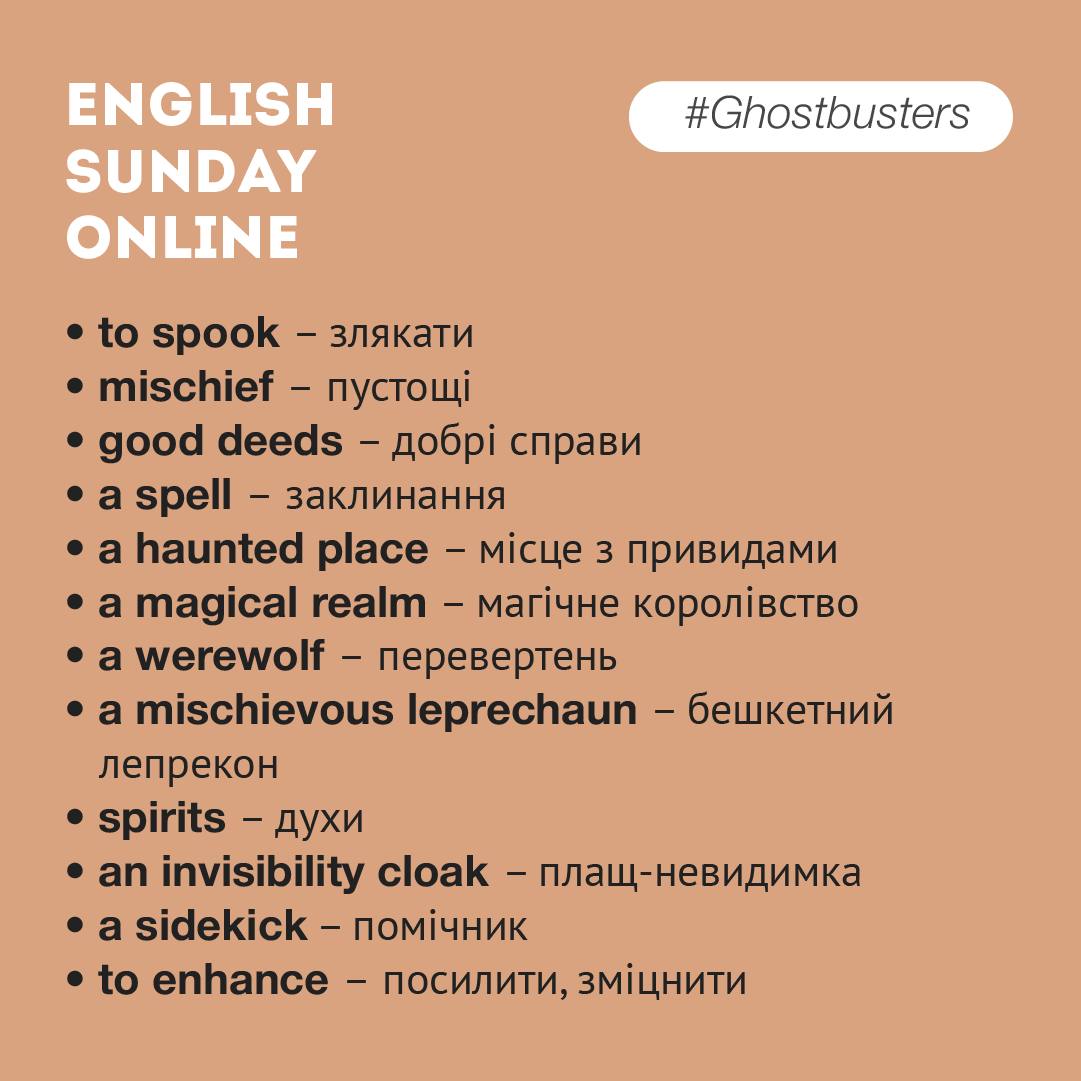 ENGLISH
SUNDAY
ONLINE
#Ghostbusters
• to spook – злякати
• mischief – пустощі
• good deeds – добрі справи
• a spell – заклинання
• a haunted place – місце з привидами
• a magical realm – магічне королівство
• a werewolf – перевертень
• a mischievous leprechaun – бешкетний
лепрекон
• spirits – духи
• an invisibility cloak – плащ-невидимка
• a sidekick – помічник
• to enhance – посилити, зміцнити